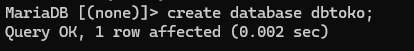 MariaDB [(none)]> create database dbtoko;
Query OK, 1 row affected (0.002 sec)